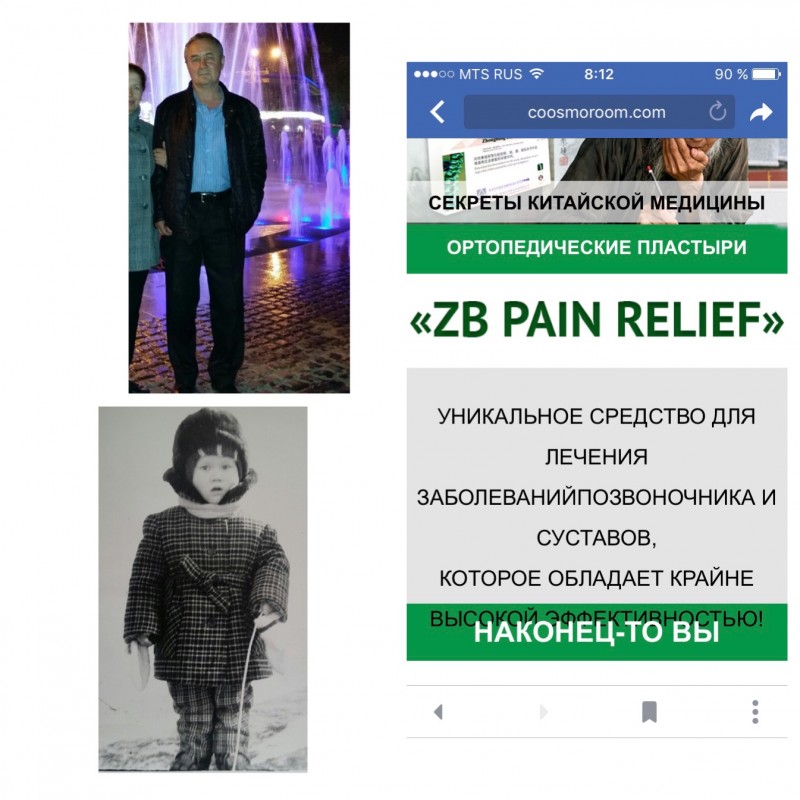 MTS RUS
8:12
90 %
coosmoroom.com
СЕКРЕТЫ КИТАЙСКОЙ МЕДИЦИНЫ
ОРТОПЕДИЧЕСКИЕ ПЛАСТЫРИ
«ZB PAIN RELIEF»
УНИКАЛЬНОЕ СРЕДСТВО ДЛЯ
ЛЕЧЕНИЯ
ЗАБОЛЕВАНИЙПОЗВОНОЧНИКА И
СУСТАВОВ,
КОТОРОЕ ОБЛАДАЕТ КРАЙНЕ
ВЫСОКОЙ ЭФФЕКТИВНОСТЬЮ!
НАКОНЕЦ-ТО ВЫ